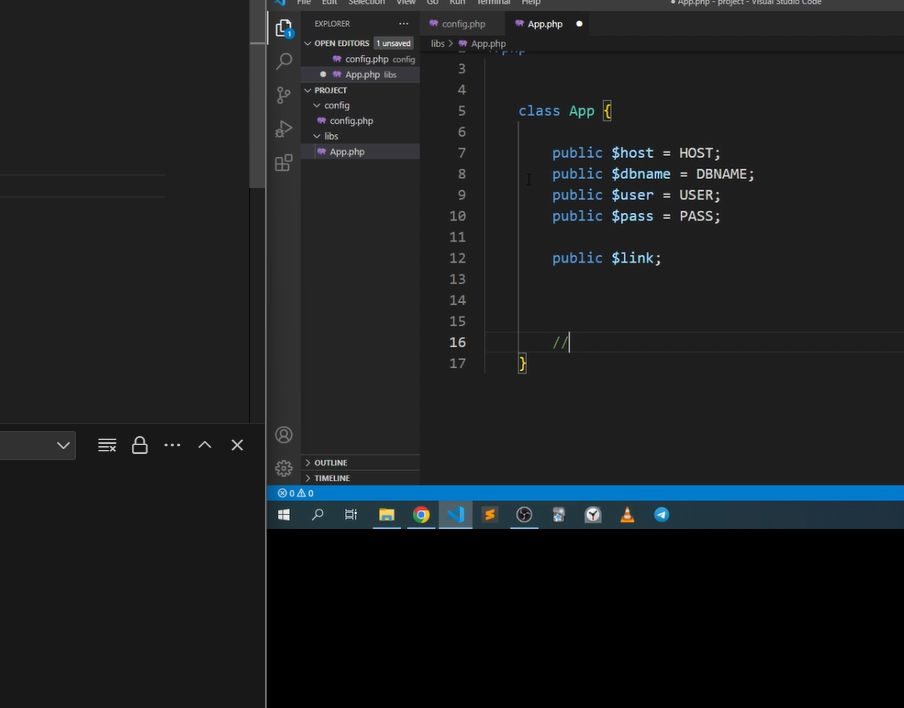 File Edit Selection View Go Run Terminal Help ● App.php - project - Visual Studio Code
EXPLORER ···
OPEN EDITORS 1 unsaved
config.php config
App.php libs
PROJECT
config
config.php
libs
App.php
OUTLINE
TIMELINE
config.php App.php
libs > App.php
3
4
5 class App {
6
7 public $host = HOST;
8 public $dbname = DBNAME;
9 public $user = USER;
10 public $pass = PASS;
11
12 public $link;
13
14
15
16 //
17 }
0 0
1